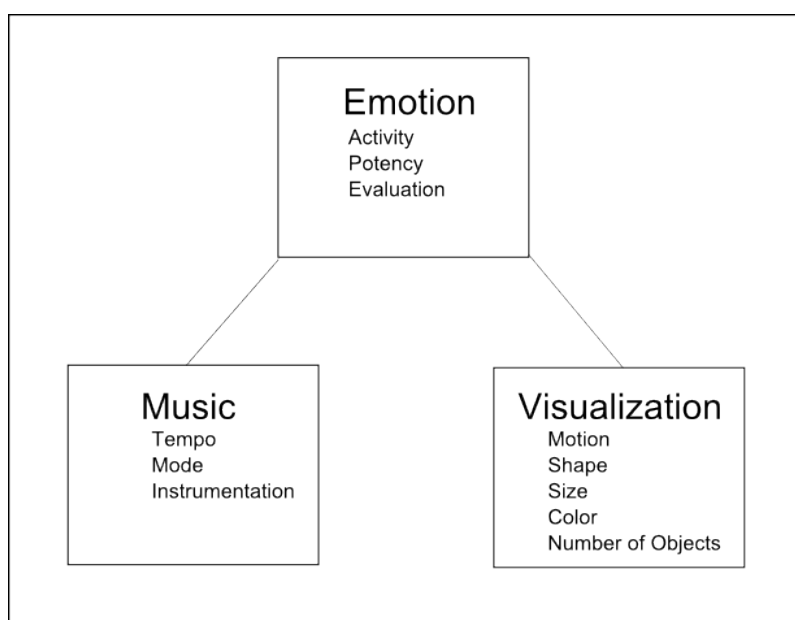 Emotion
Activity
Potency
Evaluation
Music
Tempo
Mode
Instrumentation
Visualization
Motion
Shape
Size
Color
Number of Objects